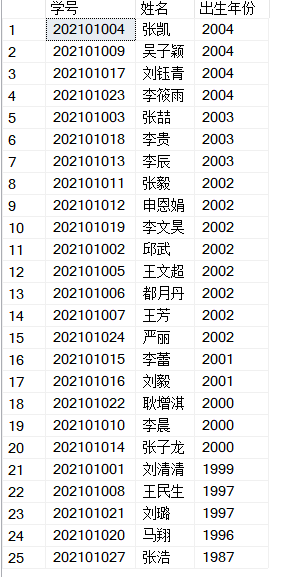 学号 姓名 出生年份
1 202101004 张凯 2004
2 202101009 吴子颖 2004
3 202101017 刘钰青 2004
4 202101023 李筱雨 2004
5 202101003 张喆 2003
6 202101018 李贵 2003
7 202101013 李辰 2003
8 202101011 张毅 2002
9 202101012 申恩娟 2002
10 202101019 李文昊 2002
11 202101002 邱武 2002
12 202101005 王文超 2002
13 202101006 都月丹 2002
14 202101007 王芳 2002
15 202101024 严丽 2002
16 202101015 李蕾 2001
17 202101016 刘毅 2001
18 202101022 耿增淇 2000
19 202101010 李晨 2000
20 202101014 张子龙 2000
21 202101001 刘清清 1999
22 202101008 王民生 1997
23 202101021 刘璐 1997
24 202101020 马翔 1996
25 202101027 张浩 1987